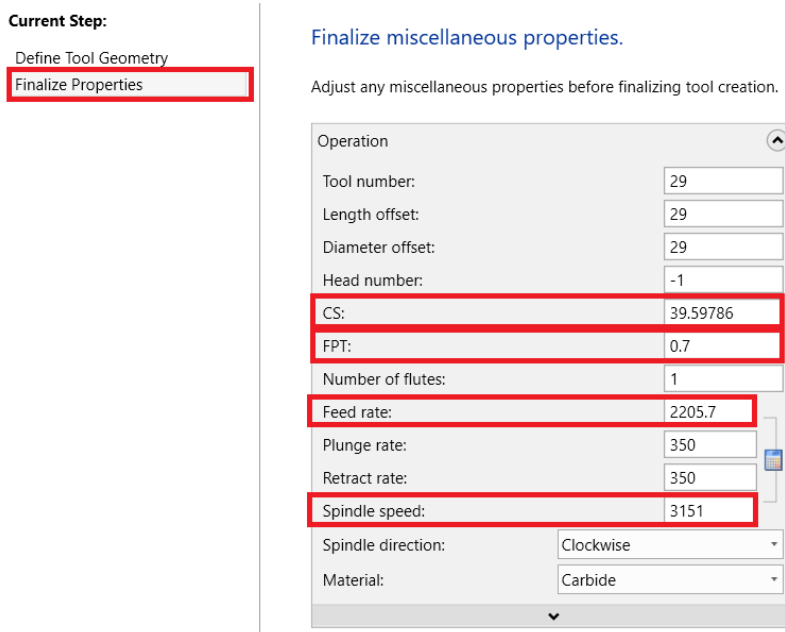 Current Step:
Define Tool Geometry
Finalize Properties
Finalize miscellaneous properties.
Adjust any miscellaneous properties before finalizing tool creation.
Operation
Tool number: 29
Length offset: 29
Diameter offset: 29
Head number: -1
CS: 39.59786
FPT: 0.7
Number of flutes: 1
Feed rate: 2205.7
Plunge rate: 350
Retract rate: 350
Spindle speed: 3151
Spindle direction: Clockwise
Material: Carbide